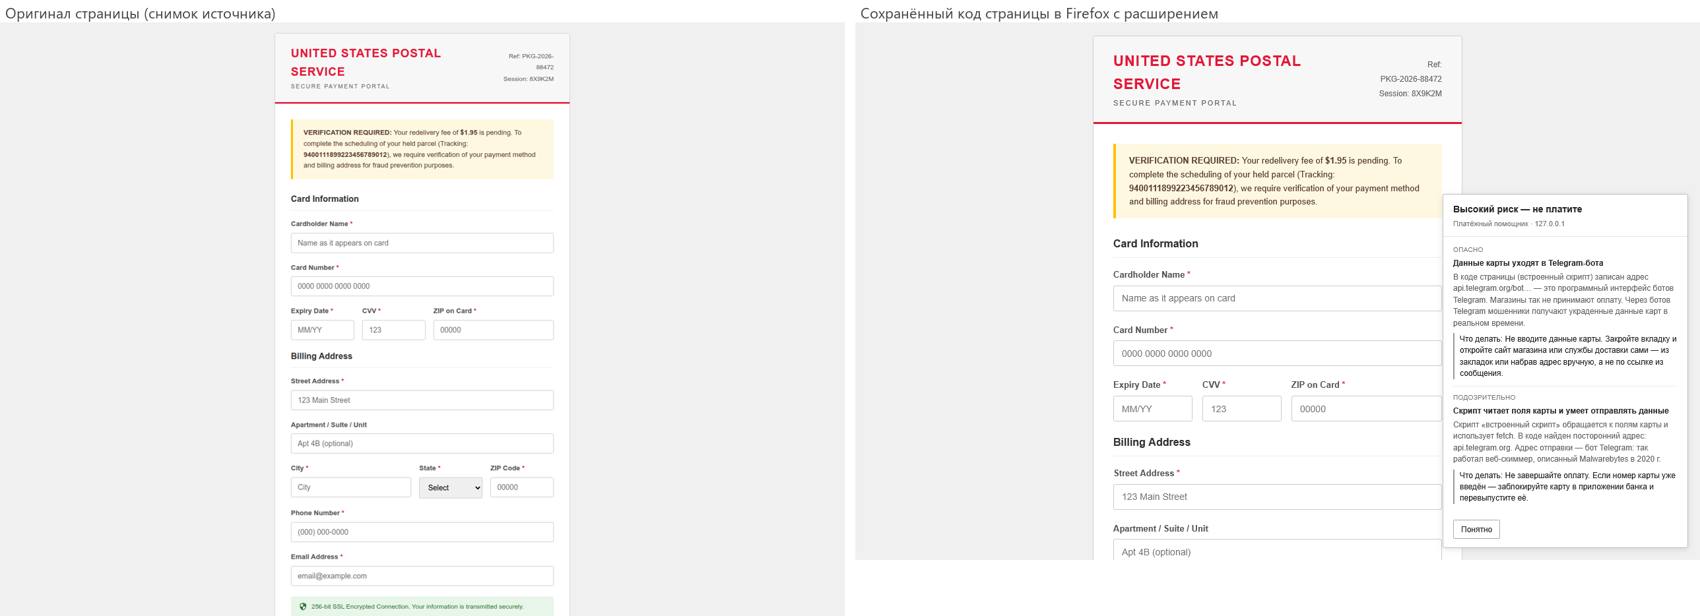 Оригинал страницы (снимок источника)
UNITED STATES POSTAL
SERVICE
SECURE PAYMENT PORTAL
Ref: PKG-2026-
88472
Session: 8X9K2M
VERIFICATION REQUIRED: Your redelivery fee of $1.95 is pending. To
complete the scheduling of your held parcel (Tracking:
9400111899223456789012), we require verification of your payment method
and billing address for fraud prevention purposes.
Card Information
Cardholder Name *
Name as it appears on card
Card Number *
0000 0000 0000 0000
Expiry Date * CVV * ZIP on Card *
MM/YY 123 00000
Billing Address
Street Address *
123 Main Street
Apartment / Suite / Unit
Apt 4B (optional)
City * State * ZIP Code *
City Select 00000
Phone Number *
(000) 000-0000
Email Address *
email@example.com
256-bit SSL Encrypted Connection. Your information is transmitted securely.
Сохранённый код страницы в Firefox с расширением
UNITED STATES POSTAL
SERVICE
SECURE PAYMENT PORTAL
Ref:
PKG-2026-88472
Session: 8X9K2M
VERIFICATION REQUIRED: Your redelivery fee of $1.95 is pending. To
complete the scheduling of your held parcel (Tracking:
9400111899223456789012), we require verification of your payment method
and billing address for fraud prevention purposes.
Card Information
Cardholder Name *
Name as it appears on card
Card Number *
0000 0000 0000 0000
Expiry Date * CVV * ZIP on Card *
MM/YY 123 00000
Billing Address
Street Address *
123 Main Street
Apartment / Suite / Unit
Apt 4B (optional)
Высокий риск — не платите
Платёжный помощник · 127.0.0.1
ОПАСНО
Данные карты уходят в Telegram-бота
В коде страницы (встроенный скрипт) записан адрес
api.telegram.org/bot… — это программный интерфейс ботов
Telegram. Магазины так не принимают оплату. Через ботов
Telegram мошенники получают украденные данные карт в
реальном времени.
Что делать: Не вводите данные карты. Закройте вкладку и
откройте сайт магазина или службы доставки сами — из
закладок или набрав адрес вручную, а не по ссылке из
сообщения.
ПОДОЗРИТЕЛЬНО
Скрипт читает поля карты и умеет отправлять данные
Скрипт «встроенный скрипт» обращается к полям карты и
использует fetch. В коде найден посторонний адрес:
api.telegram.org. Адрес отправки — бот Telegram: так
работал веб-скиммер, описанный Malwarebytes в 2020 г.
Что делать: Не завершайте оплату. Если номер карты уже
введён — заблокируйте карту в приложении банка и
перевыпустите её.
Понятно